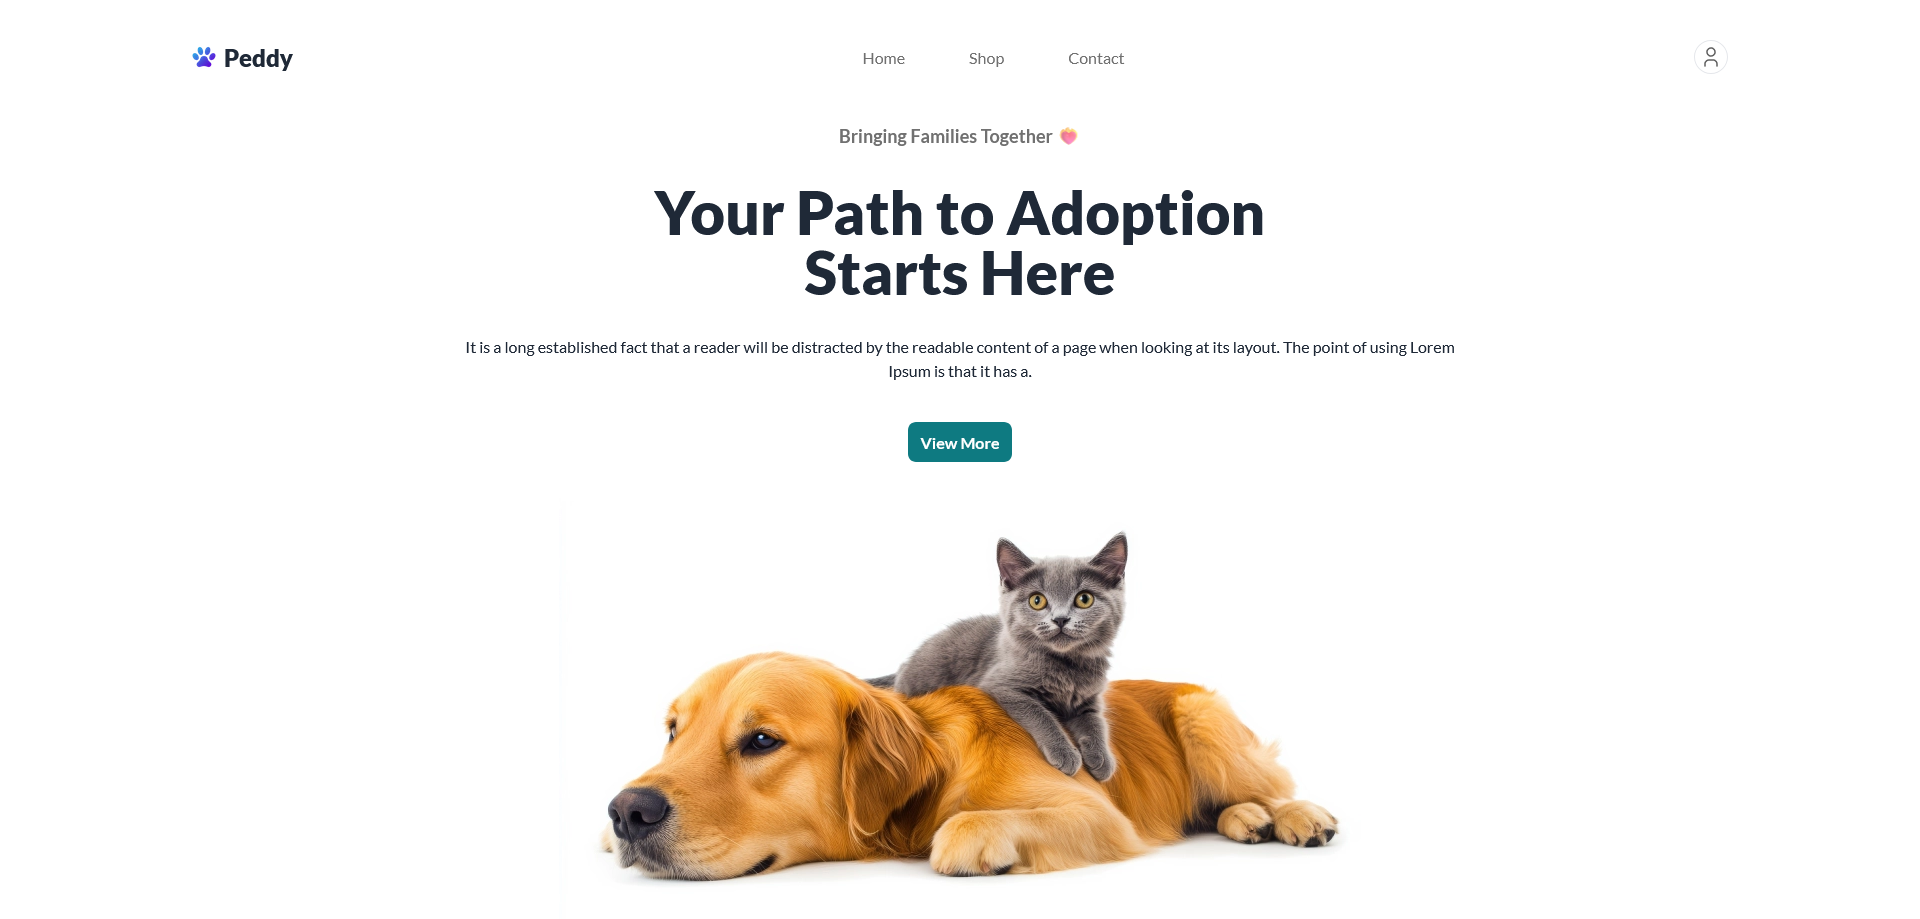 Peddy
Home Shop Contact
Bringing Families Together
Your Path to Adoption
Starts Here
It is a long established fact that a reader will be distracted by the readable content of a page when looking at its layout. The point of using Lorem
Ipsum is that it has a.
View More